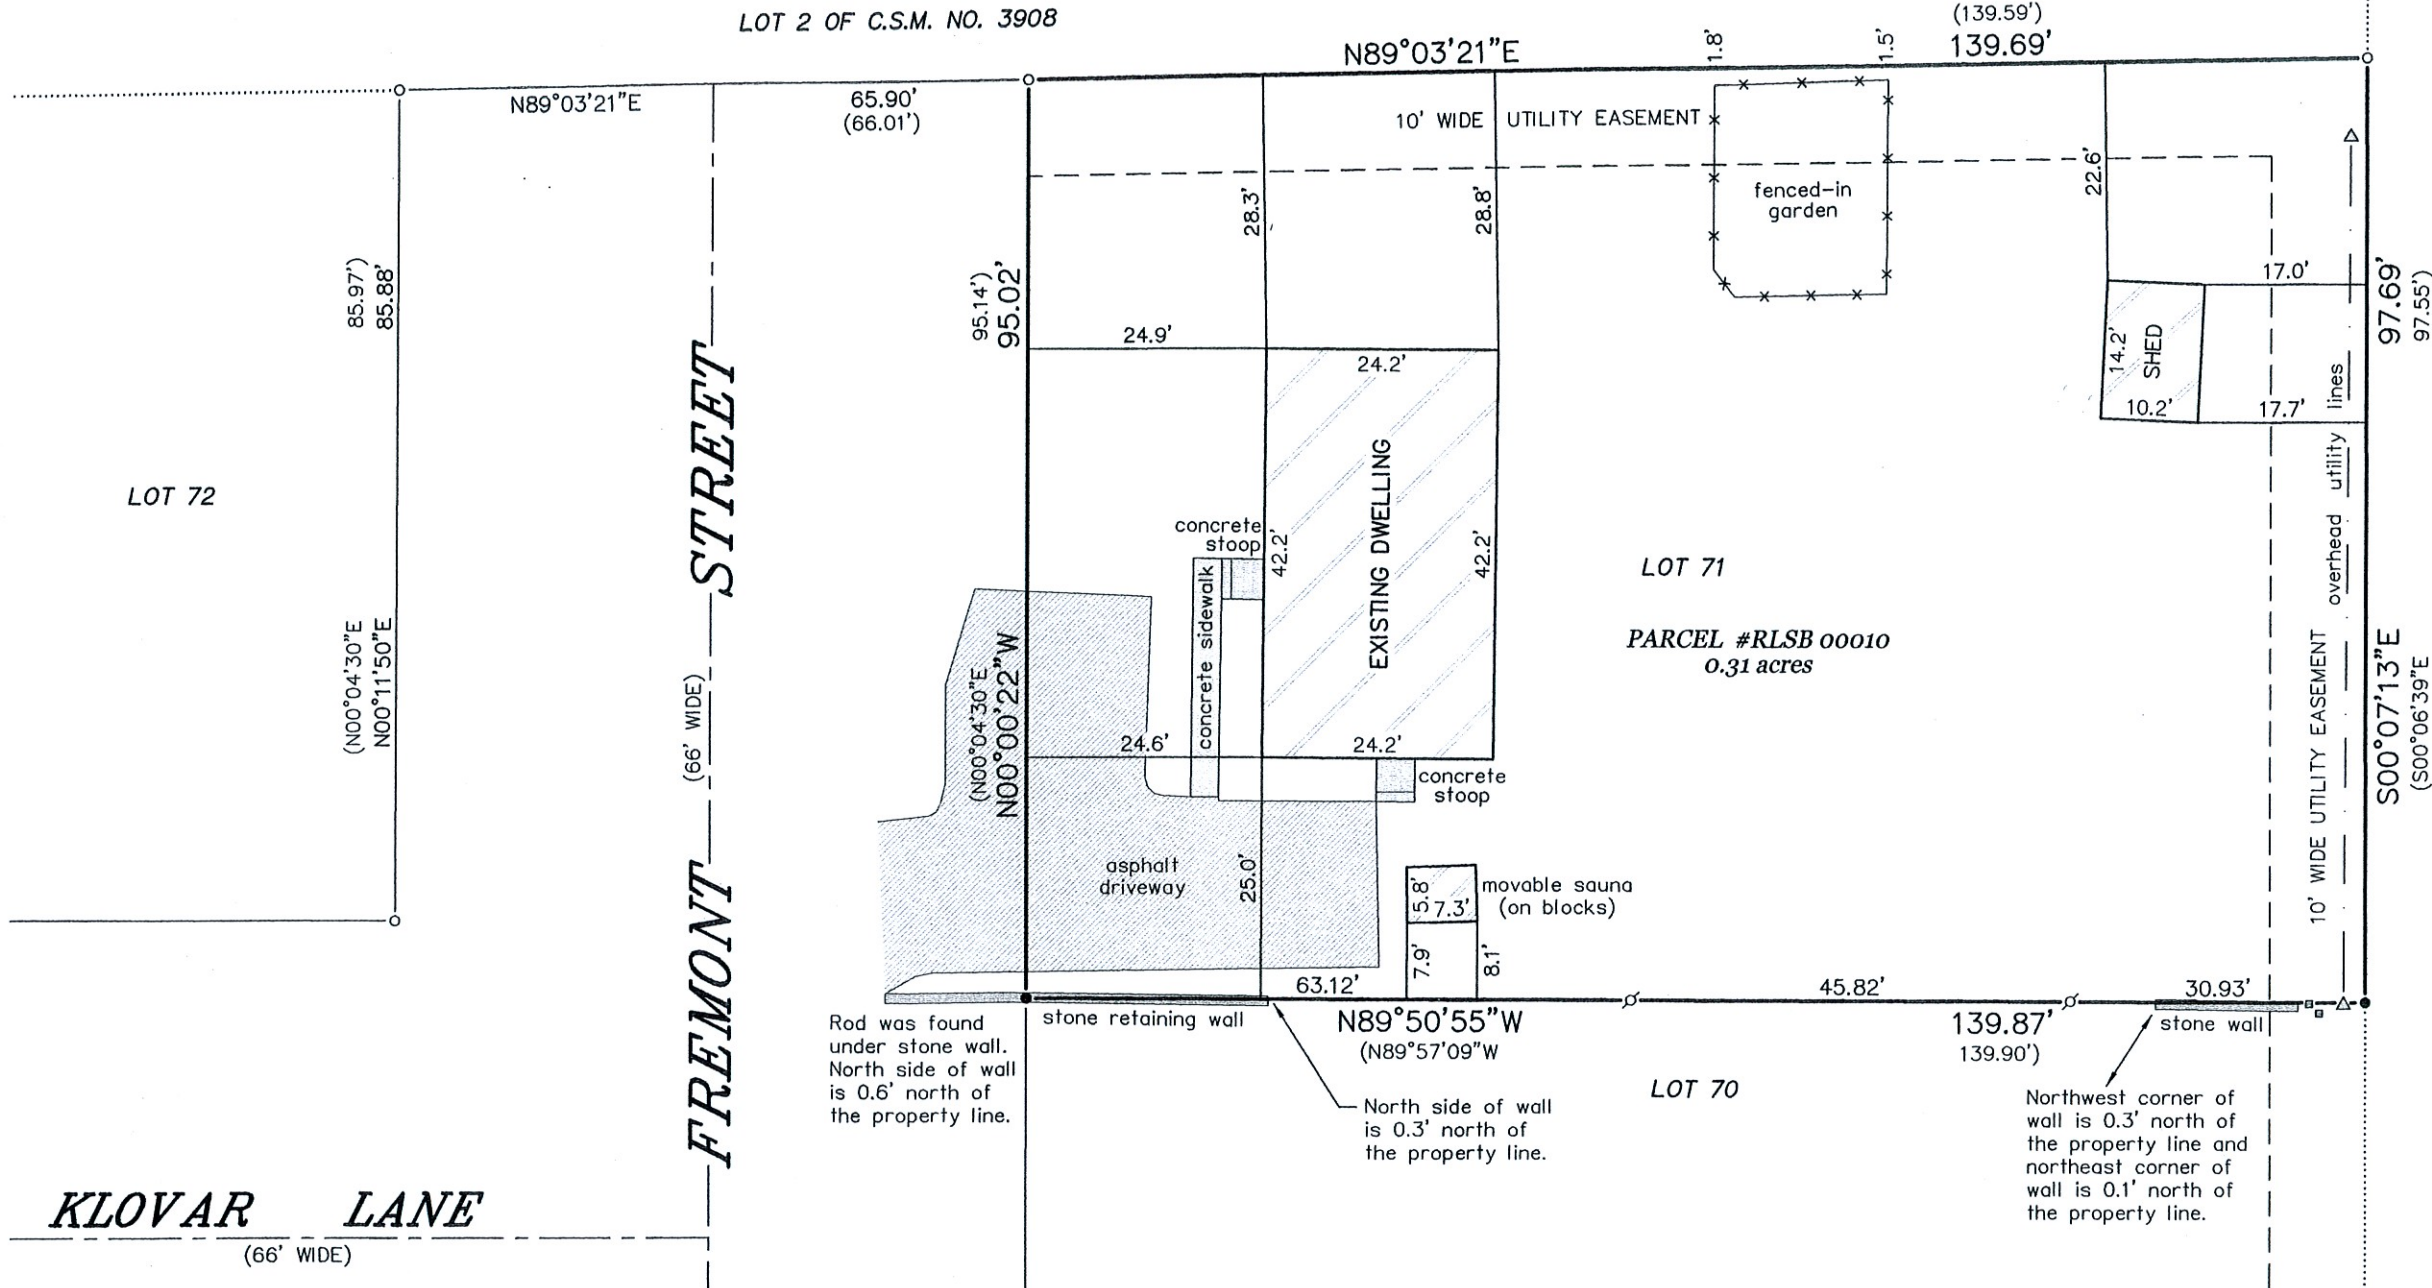 LOT 2 OF C.S.M. NO. 3908
N89°03'21"E
1.8'
1.5'
(139.59')
139.69'
N89°03'21"E
65.90'
(66.01')
10' WIDE UTILITY EASEMENT
28.3'
28.8'
fenced-in
garden
22.6'
85.97')
85.88'
95.14')
95.02'
24.9'
24.2'
17.0'
14.2'
SHED
10.2'
17.7'
97.69'
97.55')
LOT 72
FREMONT STREET
(66' WIDE)
(N00°04'30"E
N00°11'50"E
(N00°04'30"E
N00°00'22"W
concrete
stoop
concrete sidewalk
42.2'
EXISTING DWELLING
42.2'
LOT 71
PARCEL #RLSB 00010
0.31 acres
overhead utility lines
10' WIDE UTILITY EASEMENT
S00°07'13"E
(S00°06'39"E
24.6'
24.2'
concrete
stoop
asphalt
driveway
25.0'
5.8'
7.3'
movable sauna
(on blocks)
7.9'
8.1'
63.12'
45.82'
30.93'
stone retaining wall
N89°50'55"W
(N89°57'09"W
139.87'
139.90')
stone wall
Rod was found
under stone wall.
North side of wall
is 0.6' north of
the property line.
North side of wall
is 0.3' north of
the property line.
LOT 70
Northwest corner of
wall is 0.3' north of
the property line and
northeast corner of
wall is 0.1' north of
the property line.
KLOVAR LANE
(66' WIDE)